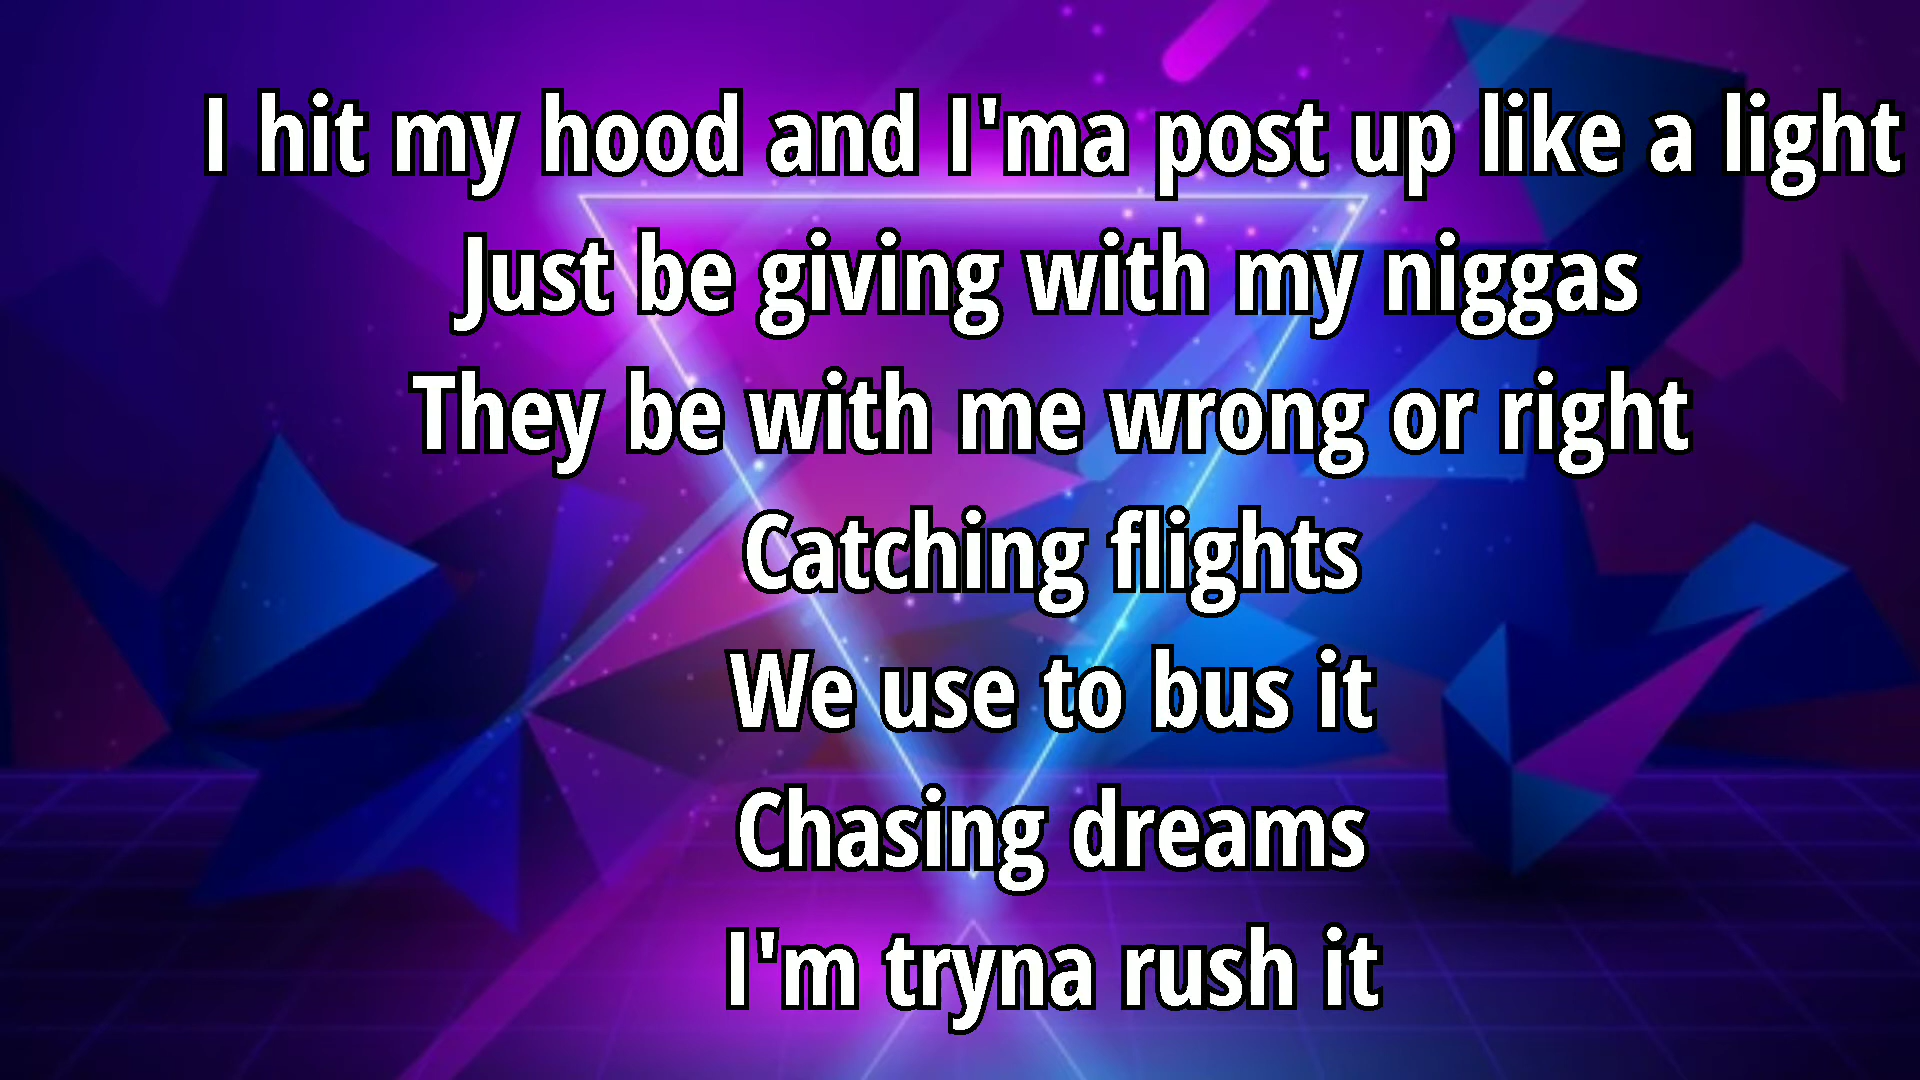 I hit my hood and I'ma post up like a light
Just be giving with my niggas
They be with me wrong or right
Catching flights
We use to bus it
Chasing dreams
I'm tryna rush it